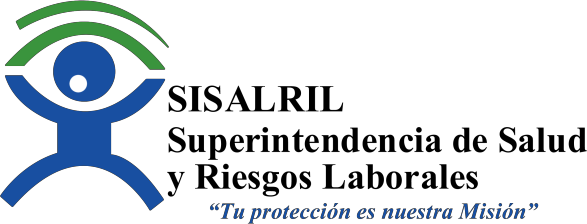 SISALRIL
Superintendencia de Salud
y Riesgos Laborales
“Tu protección es nuestra Misión”